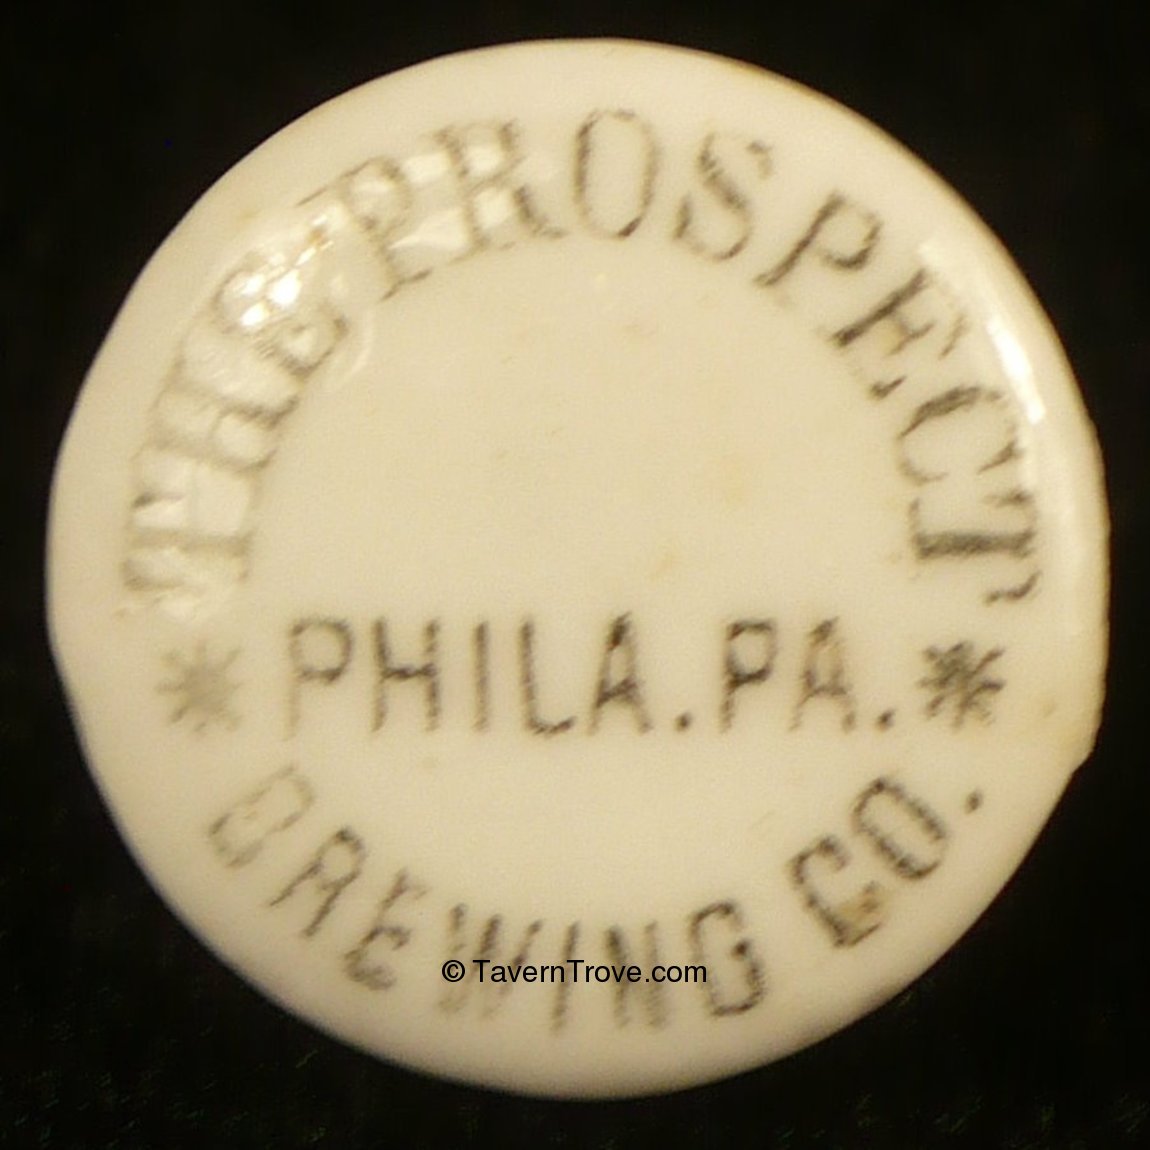 THE PROSPECT
* PHILA. PA. *
BREWING CO.
© TavernTrove.com